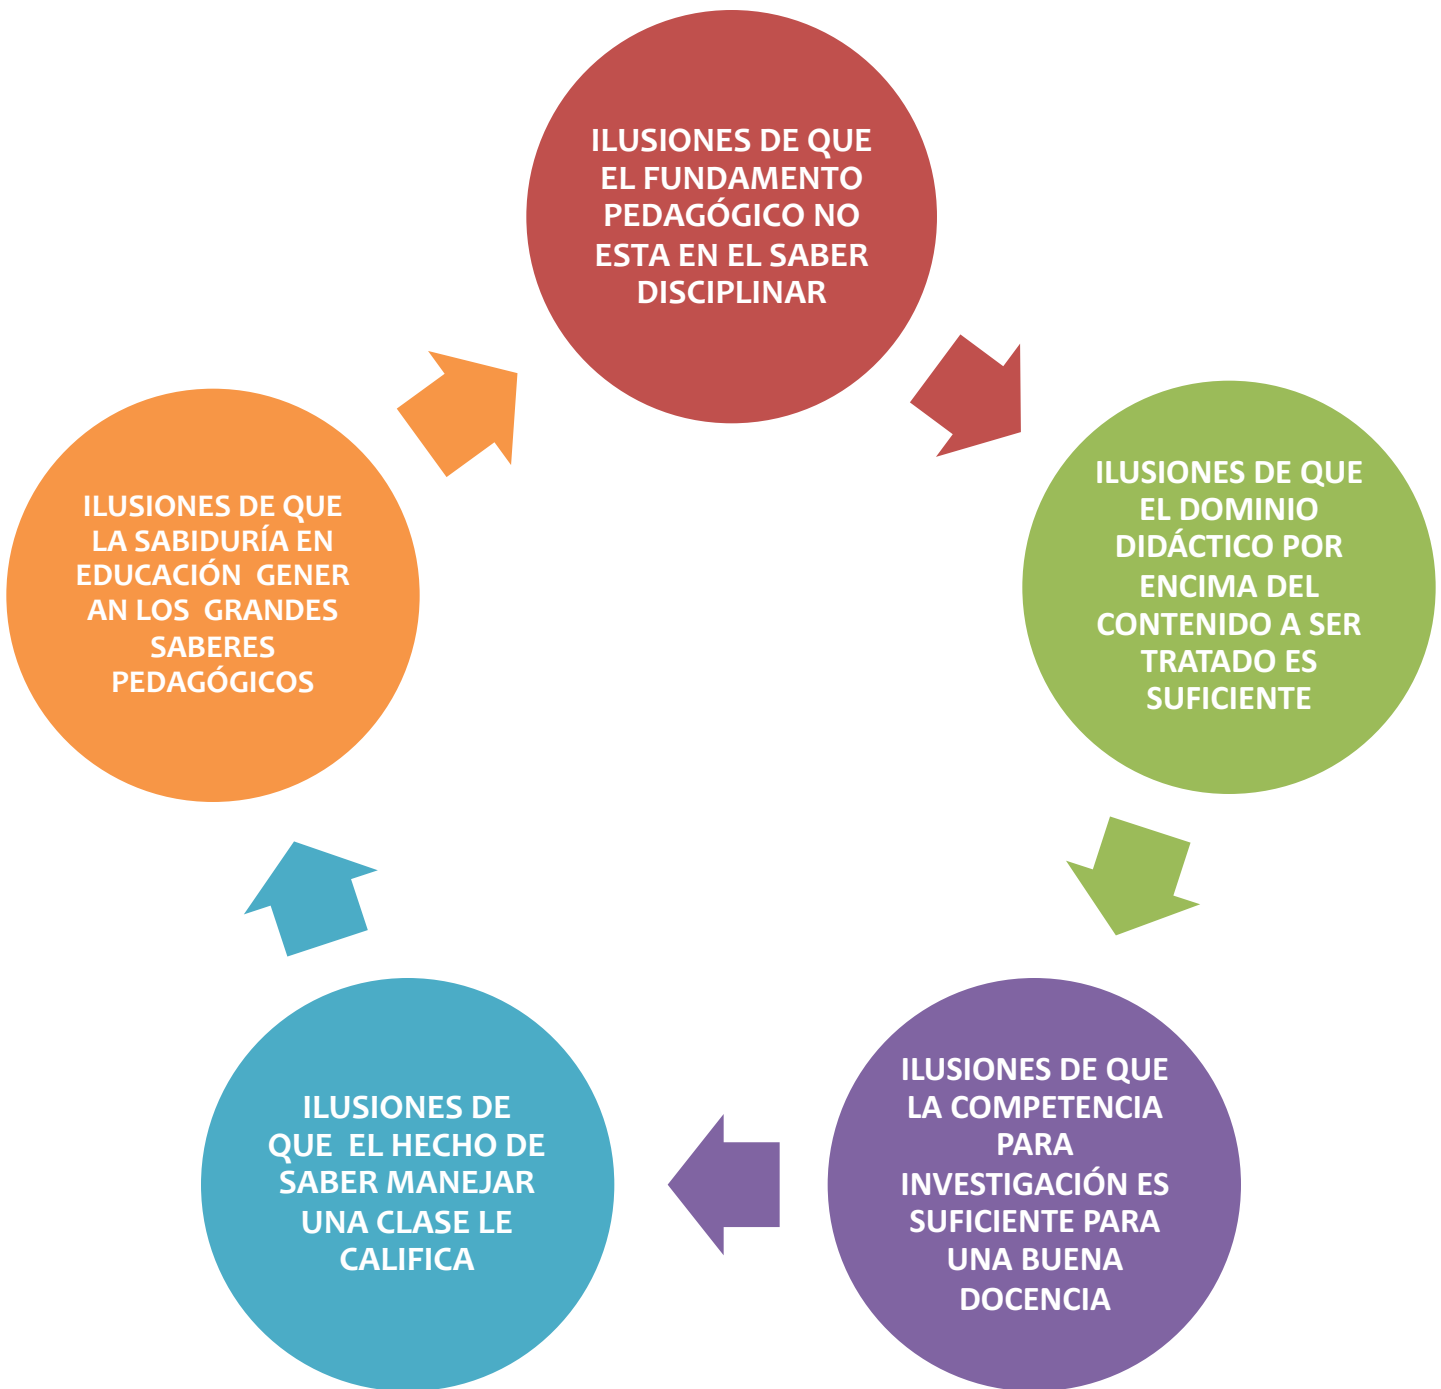 ILUSIONES DE QUE
EL FUNDAMENTO
PEDAGÓGICO NO
ESTA EN EL SABER
DISCIPLINAR
ILUSIONES DE QUE
EL DOMINIO
DIDÁCTICO POR
ENCIMA DEL
CONTENIDO A SER
TRATADO ES
SUFICIENTE
ILUSIONES DE QUE
LA COMPETENCIA
PARA
INVESTIGACIÓN ES
SUFICIENTE PARA
UNA BUENA
DOCENCIA
ILUSIONES DE
QUE EL HECHO DE
SABER MANEJAR
UNA CLASE LE
CALIFICA
ILUSIONES DE QUE
LA SABIDURÍA EN
EDUCACIÓN GENER
AN LOS GRANDES
SABERES
PEDAGÓGICOS